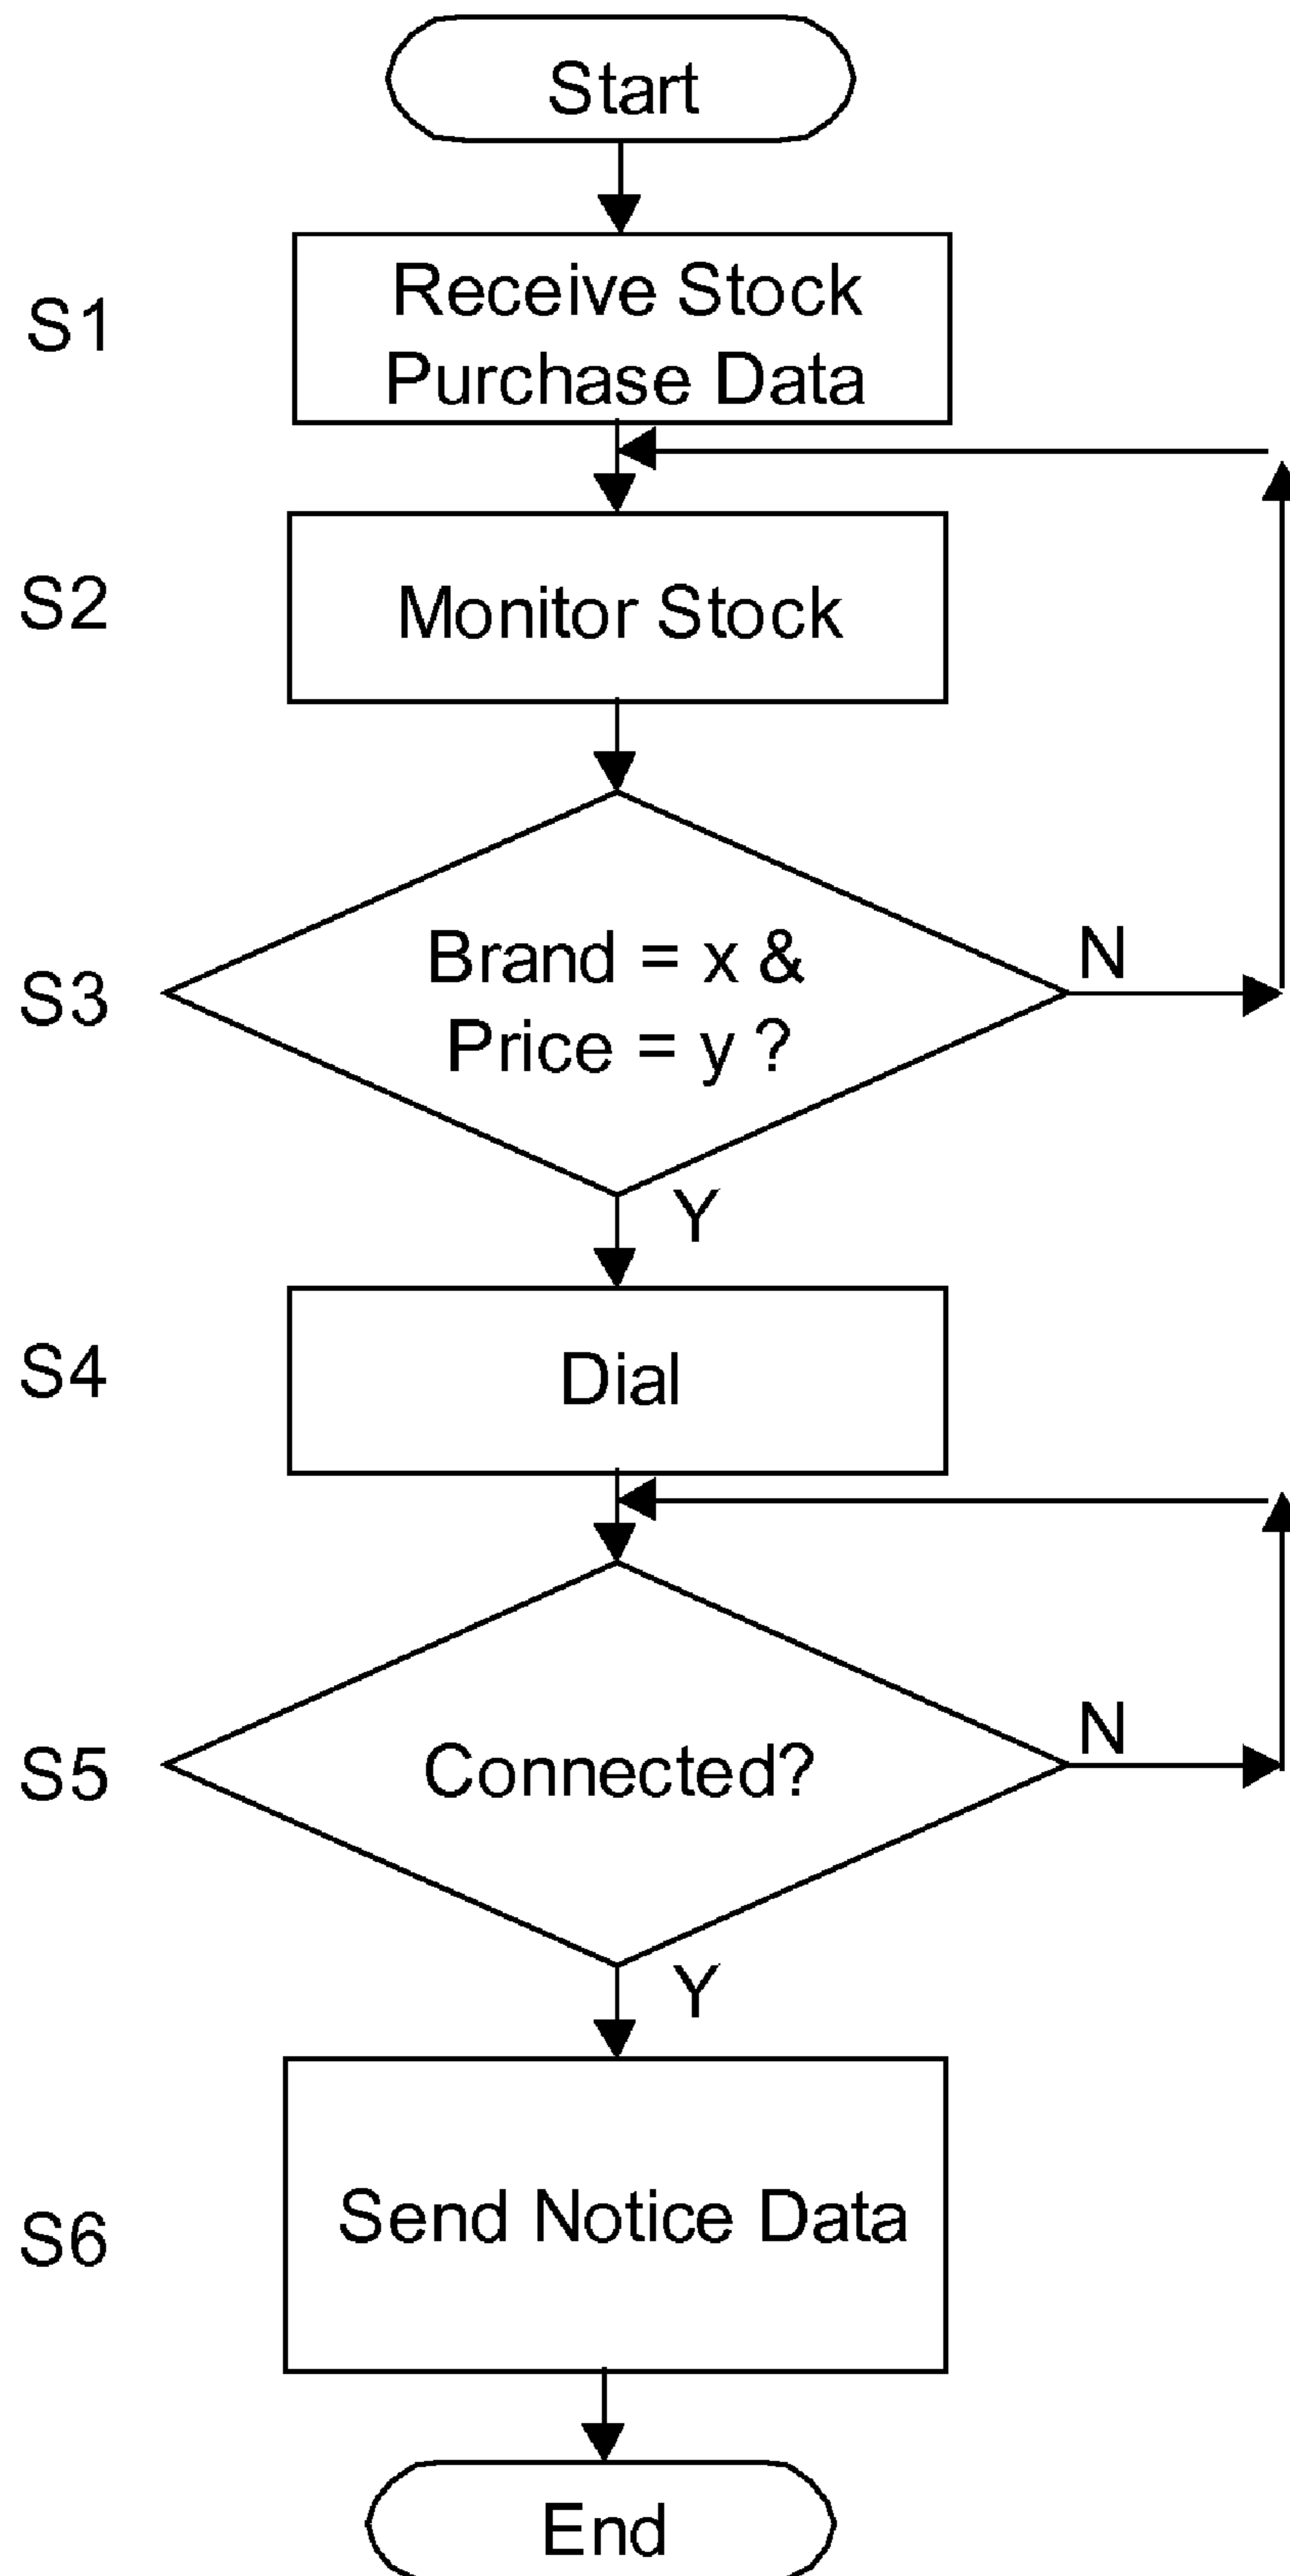 Start
S1
Receive Stock
Purchase Data
S2
Monitor Stock
S3
Brand = x &
Price = y ?
N
Y
S4
Dial
S5
Connected?
N
Y
S6
Send Notice Data
End